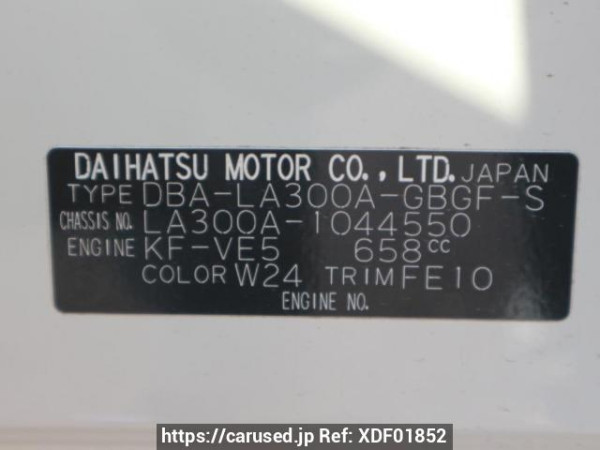 DAIHATSU MOTOR CO., LTD. JAPAN
TYPE DBA-LA300A-GBGF-S
CHASSIS NO. LA300A-1044550
ENGINE KF-VE5 658cc
COLOR W24 TRIM FE10
ENGINE NO.
https://carused.jp Ref: XDF01852